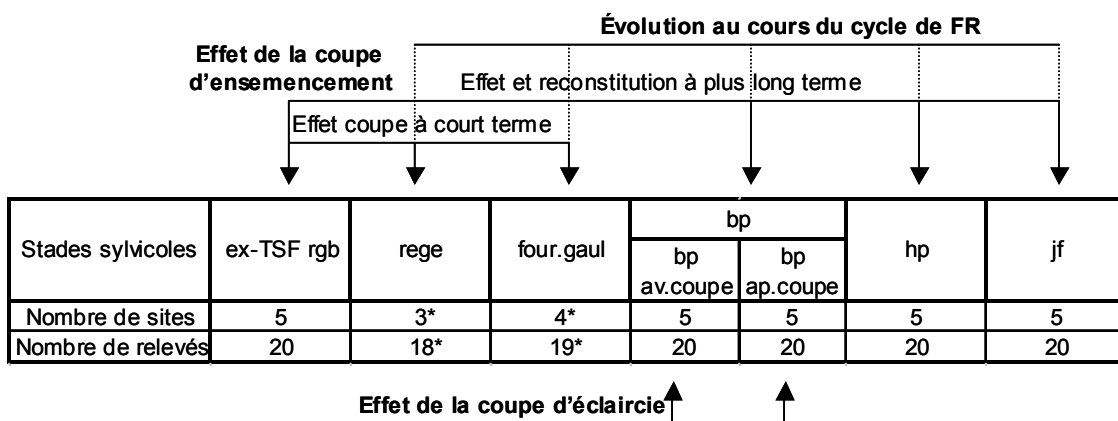 Évolution au cours du cycle de FR
Effet de la coupe
d'ensemencement
Effet et reconstitution à plus long terme
Effet coupe à court terme
Stades sylvicoles ex-TSF rgb rege four.gaul bp hp jf
bp bp
av.coupe ap.coupe
Nombre de sites 5 3* 4* 5 5 5 5
Nombre de relevés 20 18* 19* 20 20 20 20
Effet de la coupe d'éclaircie